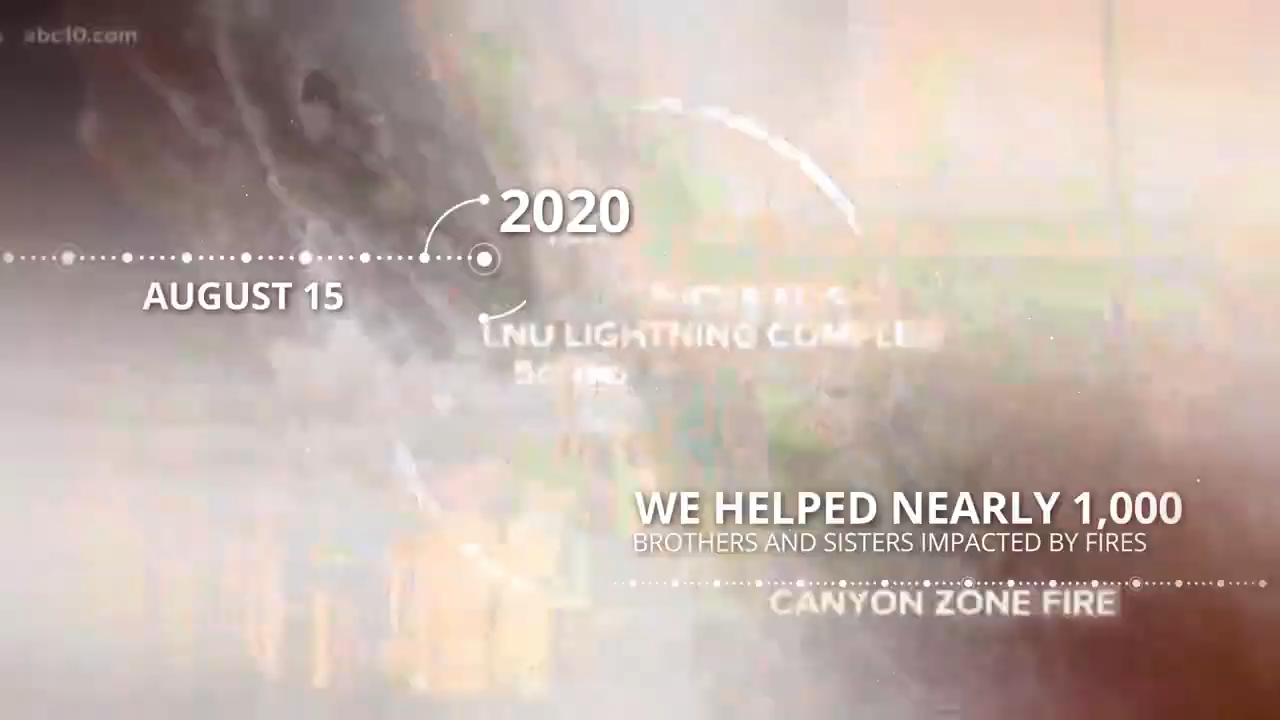 abc10.com
2020
AUGUST 15
LNU LIGHTNING
WE HELPED NEARLY 1,000
BROTHERS AND SISTERS IMPACTED BY FIRES
CANYON ZONE FIRE